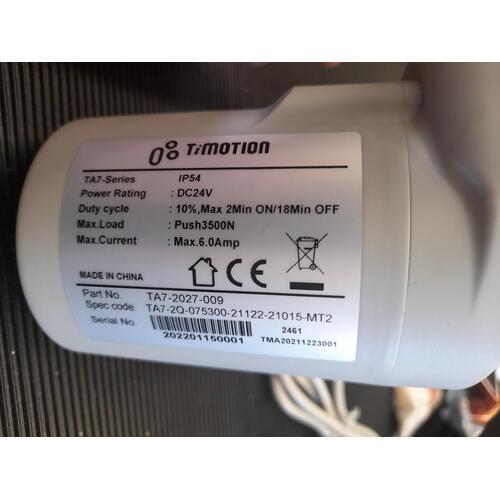 TiMOTION
TA7-Series IP54
Power Rating : DC24V
Duty cycle : 10%,Max 2Min ON/18Min OFF
Max.Load : Push3500N
Max.Current : Max.6.0Amp
MADE IN CHINA
Part No. TA7-2027-009
Spec code. TA7-2Q-075300-21122-21015-MT2
Serial No. 2461
202201150001 TMA20211223001